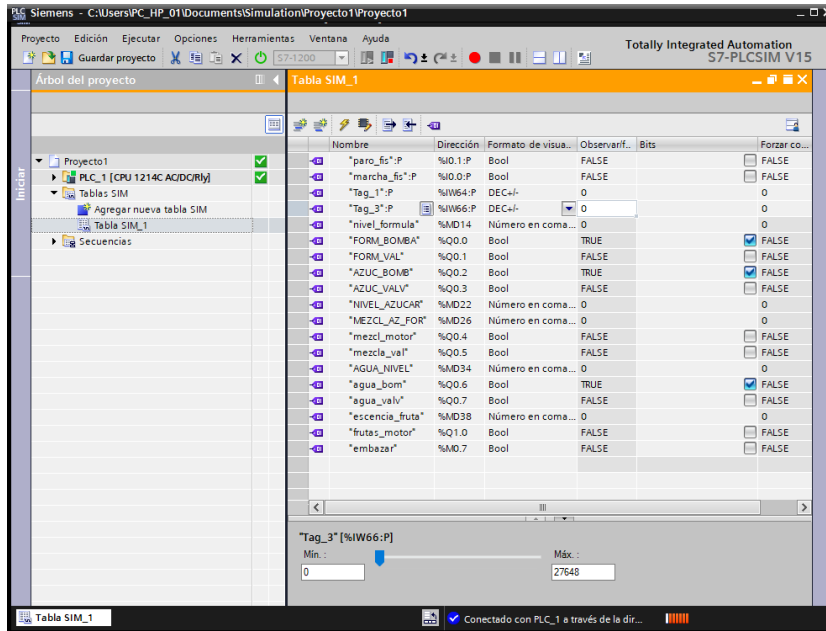 Siemens - C:\Users\PC_HP_01\Documents\Simulation\Proyecto1\Proyecto1
Proyecto Edición Ejecutar Opciones Herramientas Ventana Ayuda
Totally Integrated Automation
S7-PLCSIM V15
Guardar proyecto S7-1200
Árbol del proyecto
Tabla SIM_1
Iniciar
Proyecto1
PLC_1 [CPU 1214C AC/DC/Rly]
Tablas SIM
Agregar nueva tabla SIM
Tabla SIM_1
Secuencias
Nombre Dirección Formato de visua... Observar/f... Bits Forzar co...
"paro_fis":P %I0.1:P Bool FALSE FALSE
"marcha_fis":P %I0.0:P Bool FALSE FALSE
"Tag_1":P %IW64:P DEC+/- 0 0
"Tag_3":P %IW66:P DEC+/- 0 0
"nivel_formula" %MD14 Número en coma... 0 0
"FORM_BOMBA" %Q0.0 Bool TRUE FALSE
"FORM_VAL" %Q0.1 Bool FALSE FALSE
"AZUC_BOMB" %Q0.2 Bool TRUE FALSE
"AZUC_VALV" %Q0.3 Bool FALSE FALSE
"NIVEL_AZUCAR" %MD22 Número en coma... 0 0
"MEZCL_AZ_FOR" %MD26 Número en coma... 0 0
"mezcl_motor" %Q0.4 Bool FALSE FALSE
"mezcla_val" %Q0.5 Bool FALSE FALSE
"AGUA_NIVEL" %MD34 Número en coma... 0 0
"agua_bom" %Q0.6 Bool TRUE FALSE
"agua_valv" %Q0.7 Bool FALSE FALSE
"escencia_fruta" %MD38 Número en coma... 0 0
"frutas_motor" %Q1.0 Bool FALSE FALSE
"embazar" %M0.7 Bool FALSE FALSE
"Tag_3" [%IW66:P]
Mín. : Máx. :
0 27648
Tabla SIM_1 Conectado con PLC_1 a través de la dir...